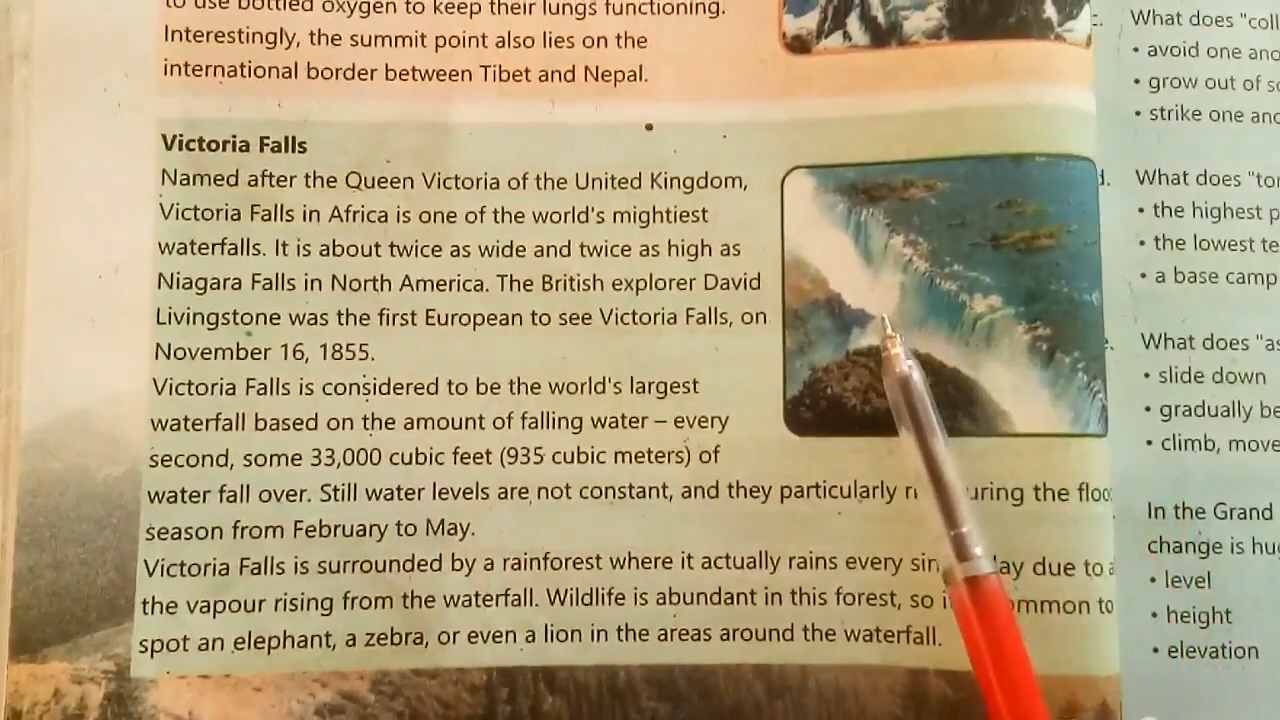 to use bottled oxygen to keep their lungs functioning.
Interestingly, the summit point also lies on the
international border between Tibet and Nepal.
Victoria Falls
Named after the Queen Victoria of the United Kingdom,
Victoria Falls in Africa is one of the world's mightiest
waterfalls. It is about twice as wide and twice as high as
Niagara Falls in North America. The British explorer David
Livingstone was the first European to see Victoria Falls, on
November 16, 1855.
Victoria Falls is considered to be the world's largest
waterfall based on the amount of falling water – every
second, some 33,000 cubic feet (935 cubic meters) of
water fall over. Still water levels are not constant, and they particularly the
season from February to May.
Victoria Falls is surrounded by a rainforest where it actually rains every due to
the vapour rising from the waterfall. Wildlife is abundant in this forest, so to
spot an elephant, a zebra, or even a lion in the areas around the waterfall.
c. What does
• avoid one
• grow out of
• strike one
d. What does
• the highest
• the lowest
• a base camp
e. What does
• slide down
• gradually
• climb, move
In the Grand
change is
• level
• height
• elevation